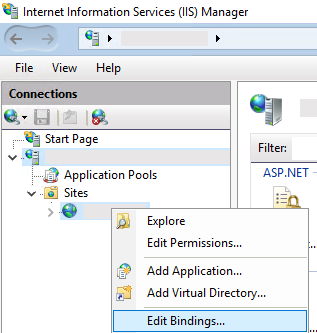 Internet Information Services (IIS) Manager
File View Help
Connections
Start Page
Application Pools
Sites
Filter:
ASP.NET
Explore
Edit Permissions...
Add Application...
Add Virtual Directory...
Edit Bindings...